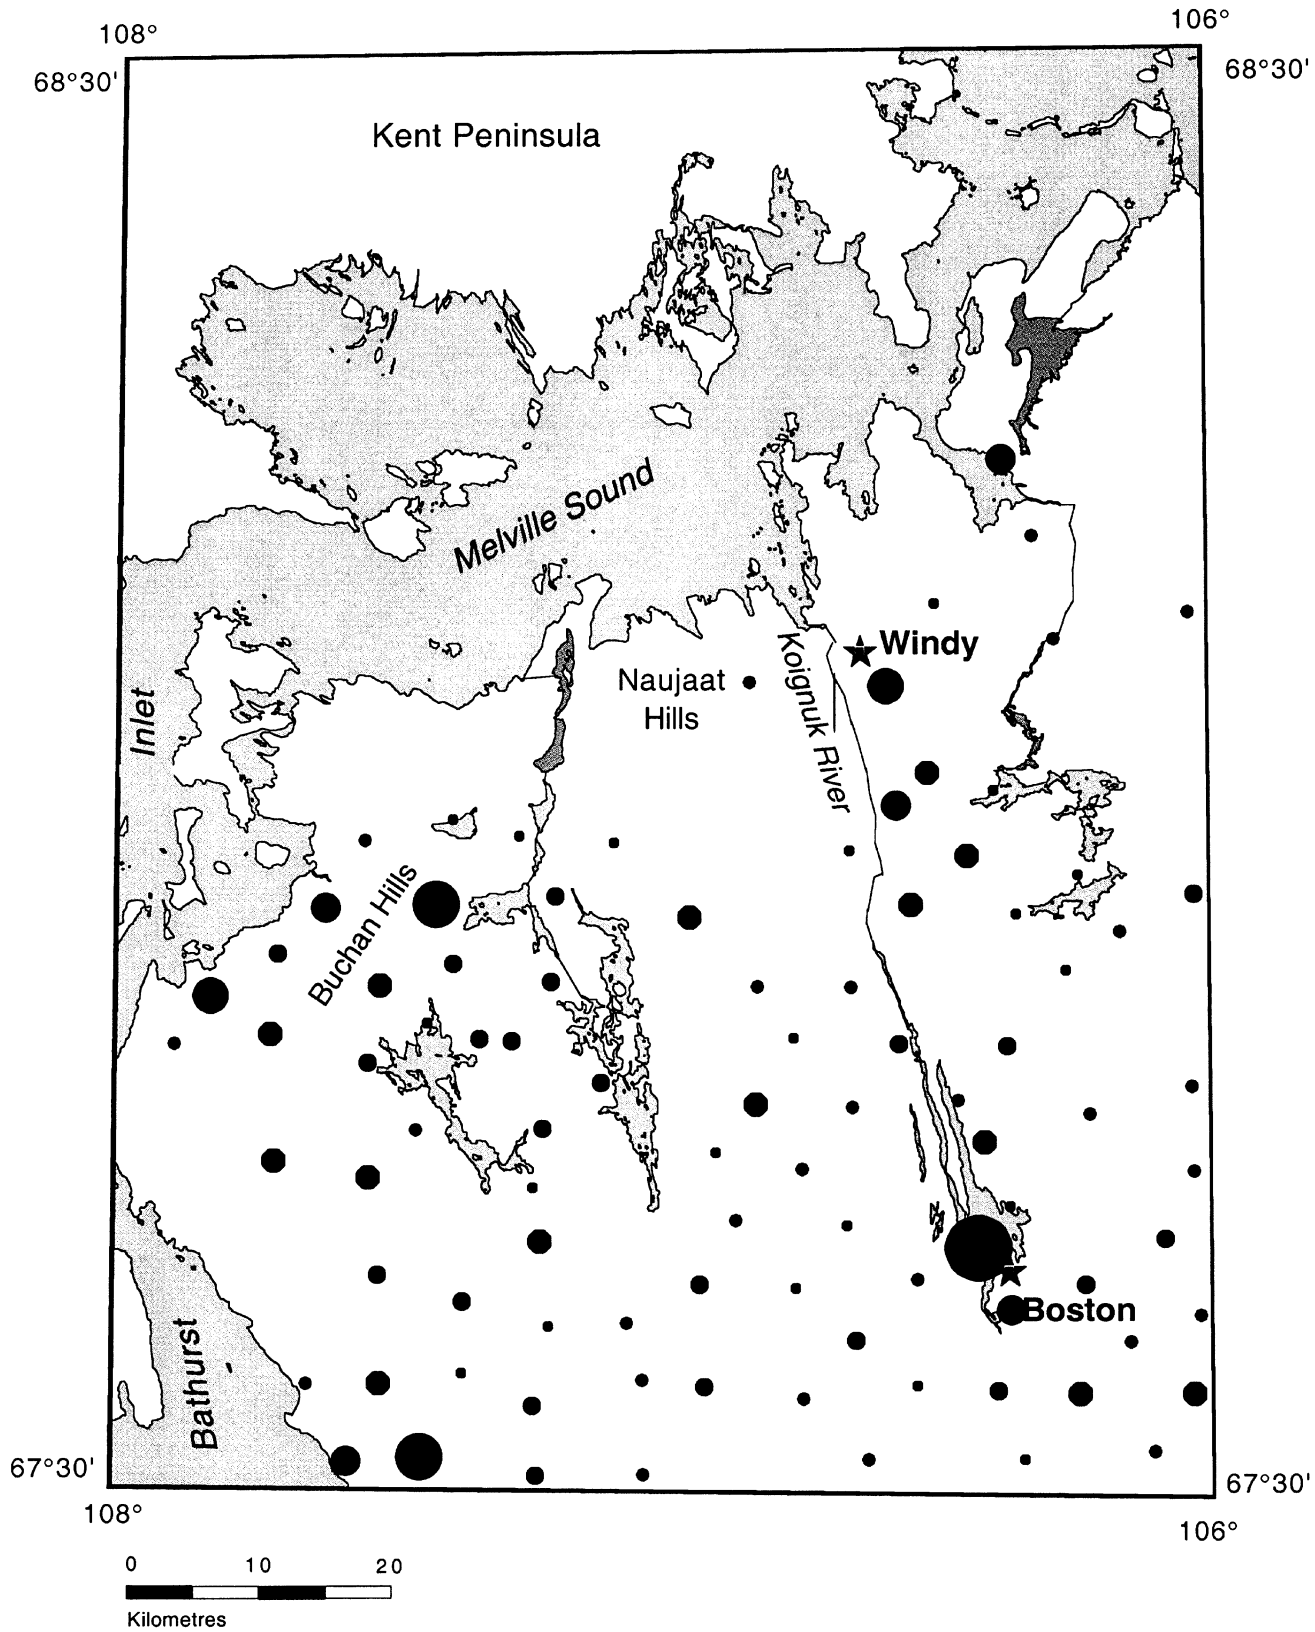 108°
106°
68°30'
68°30'
Kent Peninsula
Melville Sound
Windy
Naujaat
Hills
Koignuk River
Inlet
Buchan Hills
Boston
Bathurst
67°30'
67°30'
108°
106°
0 10 20
Kilometres